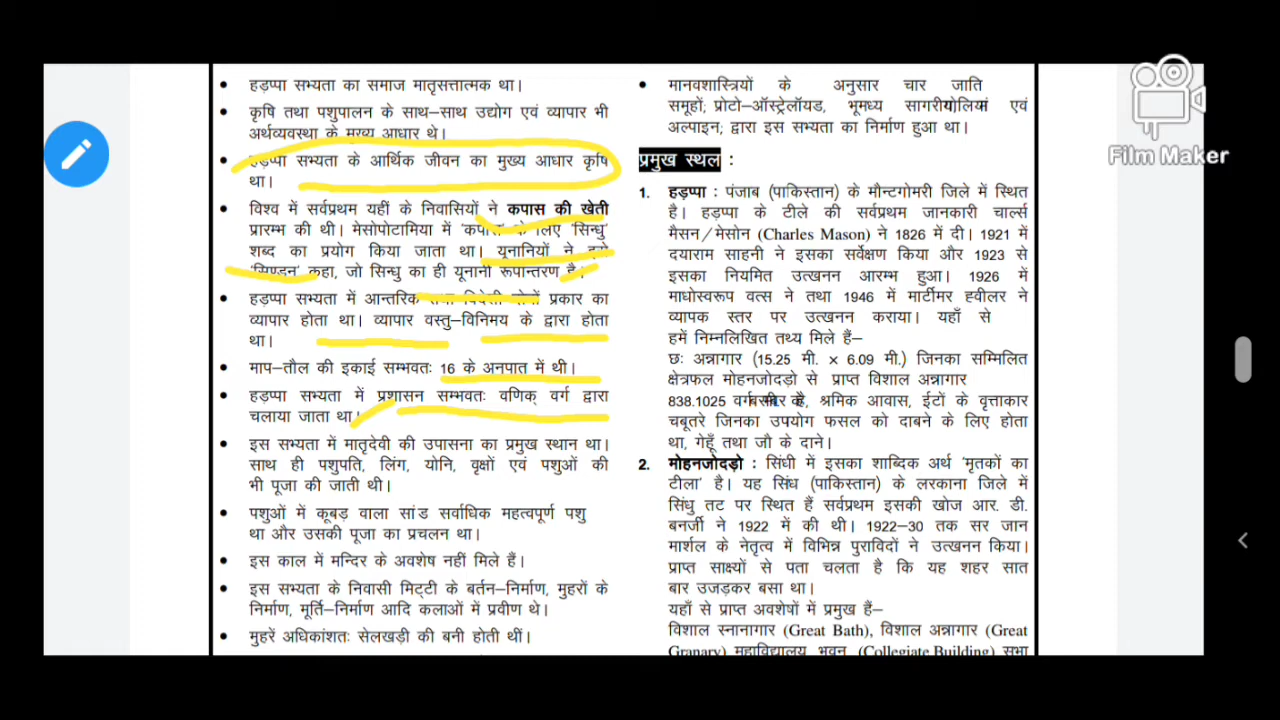 हड़प्पा सभ्यता का समाज मातृसत्तात्मक था।
कृषि तथा पशुपालन के साथ–साथ उद्योग एवं व्यापार भी
अर्थव्यवस्था के मुख्य आधार थे।
हड़प्पा सभ्यता के आर्थिक जीवन का मुख्य आधार कृषि
था।
विश्व में सर्वप्रथम यहीं के निवासियों ने कपास की खेती
प्रारम्भ की थी। मेसोपोटामिया में 'कपास' के लिए 'सिन्धु'
शब्द का प्रयोग किया जाता था। यूनानियों ने इसे
'सिण्डन' कहा, जो सिन्धु का ही यूनानी रूपान्तरण है।
हड़प्पा सभ्यता में आन्तरिक तथा विदेशी दोनों प्रकार का
व्यापार होता था। व्यापार वस्तु–विनिमय के द्वारा होता
था।
माप–तौल की इकाई सम्भवतः 16 के अनपात में थी।
हड़प्पा सभ्यता में प्रशासन सम्भवतः वणिक् वर्ग द्वारा
चलाया जाता था।
इस सभ्यता में मातृदेवी की उपासना का प्रमुख स्थान था।
साथ ही पशुपति, लिंग, योनि, वृक्षों एवं पशुओं की
भी पूजा की जाती थी।
पशुओं में कूबड़ वाला सांड सर्वाधिक महत्वपूर्ण पशु
था और उसकी पूजा का प्रचलन था।
इस काल में मन्दिर के अवशेष नहीं मिले हैं।
इस सभ्यता के निवासी मिट्टी के बर्तन–निर्माण, मुहरों के
निर्माण, मूर्ति–निर्माण आदि कलाओं में प्रवीण थे।
मुहरें अधिकांशतः सेलखड़ी की बनी होती थीं।
मानवशास्त्रियों के अनुसार चार जाति
समूहों; प्रोटो–ऑस्ट्रेलॉयड, भूमध्य एवं
अल्पाइन; द्वारा इस सभ्यता का निर्माण हुआ था।
प्रमुख स्थल :
1. हड़प्पा : पंजाब (पाकिस्तान) के मौन्टगोमरी जिले में स्थित
है। हड़प्पा के टीले की सर्वप्रथम जानकारी चार्ल्स
मैसन/मेसोन (Charles Mason) ने 1826 में दी। 1921 में
दयाराम साहनी ने इसका सर्वेक्षण किया और 1923 से
इसका नियमित उत्खनन आरम्भ हुआ। 1926 में
माधोस्वरूप वत्स ने तथा 1946 में मार्टीमर ह्वीलर ने
व्यापक स्तर पर उत्खनन कराया। यहाँ से
हमें निम्नलिखित तथ्य मिले हैं–
छः अन्नागार (15.25 मी. × 6.09 मी.) जिनका सम्मिलित
क्षेत्रफल मोहनजोदड़ो से प्राप्त विशाल अन्नागार
838.1025 वर्ग श्रमिक आवास, ईटों के वृत्ताकार
चबूतरे जिनका उपयोग फसल को दाबने के लिए होता
था, गेहूँ तथा जौ के दाने।
2. मोहनजोदड़ो : सिंधी में इसका शाब्दिक अर्थ 'मृतकों का
टीला' है। यह सिंध (पाकिस्तान) के लरकाना जिले में
सिंधु तट पर स्थित हैं सर्वप्रथम इसकी खोज आर. डी.
बनर्जी ने 1922 में की थी। 1922–30 तक सर जान
मार्शल के नेतृत्व में विभिन्न पुराविदों ने उत्खनन किया।
प्राप्त साक्ष्यों से पता चलता है कि यह शहर सात
बार उजड़कर बसा था।
यहाँ से प्राप्त अवशेषों में प्रमुख हैं–
विशाल स्नानागार (Great Bath), विशाल अन्नागार (Great
Granary) महाविद्यालय भवन (Collegiate Building) सभा
Film Maker